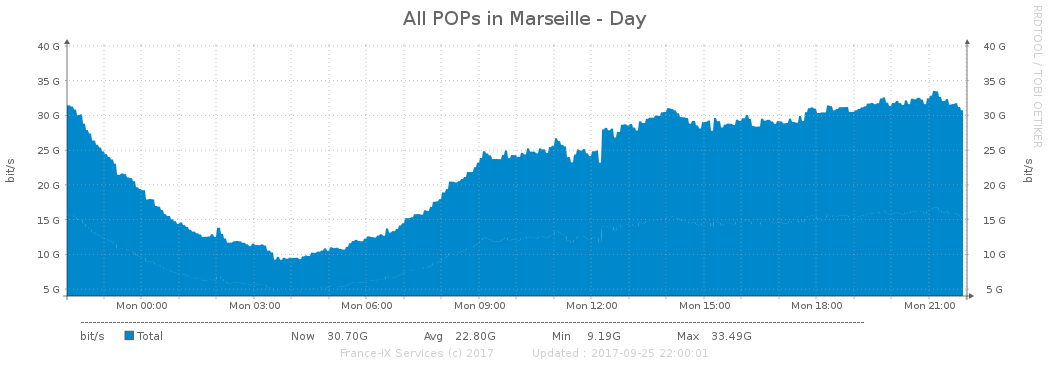 All POPs in Marseille - Day
RRDTOOL / TOBI OETIKER
40 G 40 G
35 G 35 G
30 G 30 G
25 G 25 G
20 G 20 G
15 G 15 G
10 G 10 G
5 G 5 G
bit/s bit/s
Mon 00:00 Mon 03:00 Mon 06:00 Mon 09:00 Mon 12:00 Mon 15:00 Mon 18:00 Mon 21:00
bit/s Total Now 30.70G Avg 22.80G Min 9.19G Max 33.49G
France-IX Services (c) 2017 Updated : 2017-09-25 22:00:01